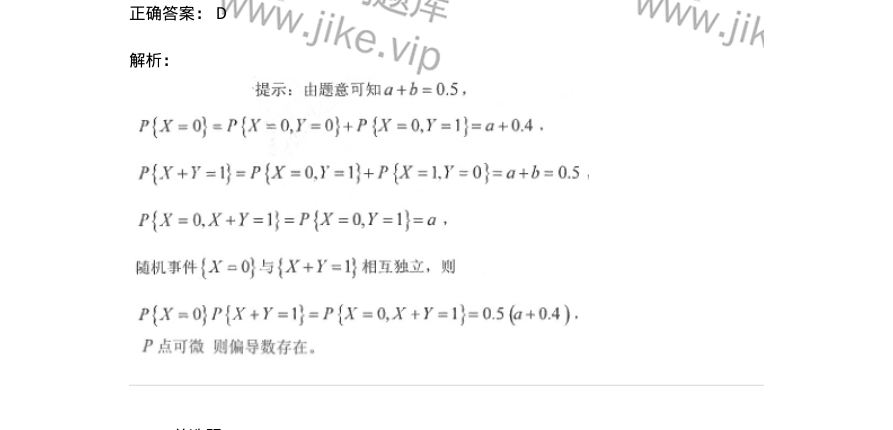 正确答案： D
www.jike.vip
www.jik
解析：
提示：由题意可知a+b=0.5，
P{X=0}=P{X=0,Y=0}+P{X=0,Y=1}=a+0.4．
P{X+Y=1}=P{X=0,Y=1}+P{X=1,Y=0}=a+b=0.5，
P{X=0,X+Y=1}=P{X=0,Y=1}=a，
随机事件{X=0}与{X+Y=1}相互独立，则
P{X=0}P{X+Y=1}=P{X=0,X+Y=1}=0.5(a+0.4)．
P点可微 则偏导数存在。